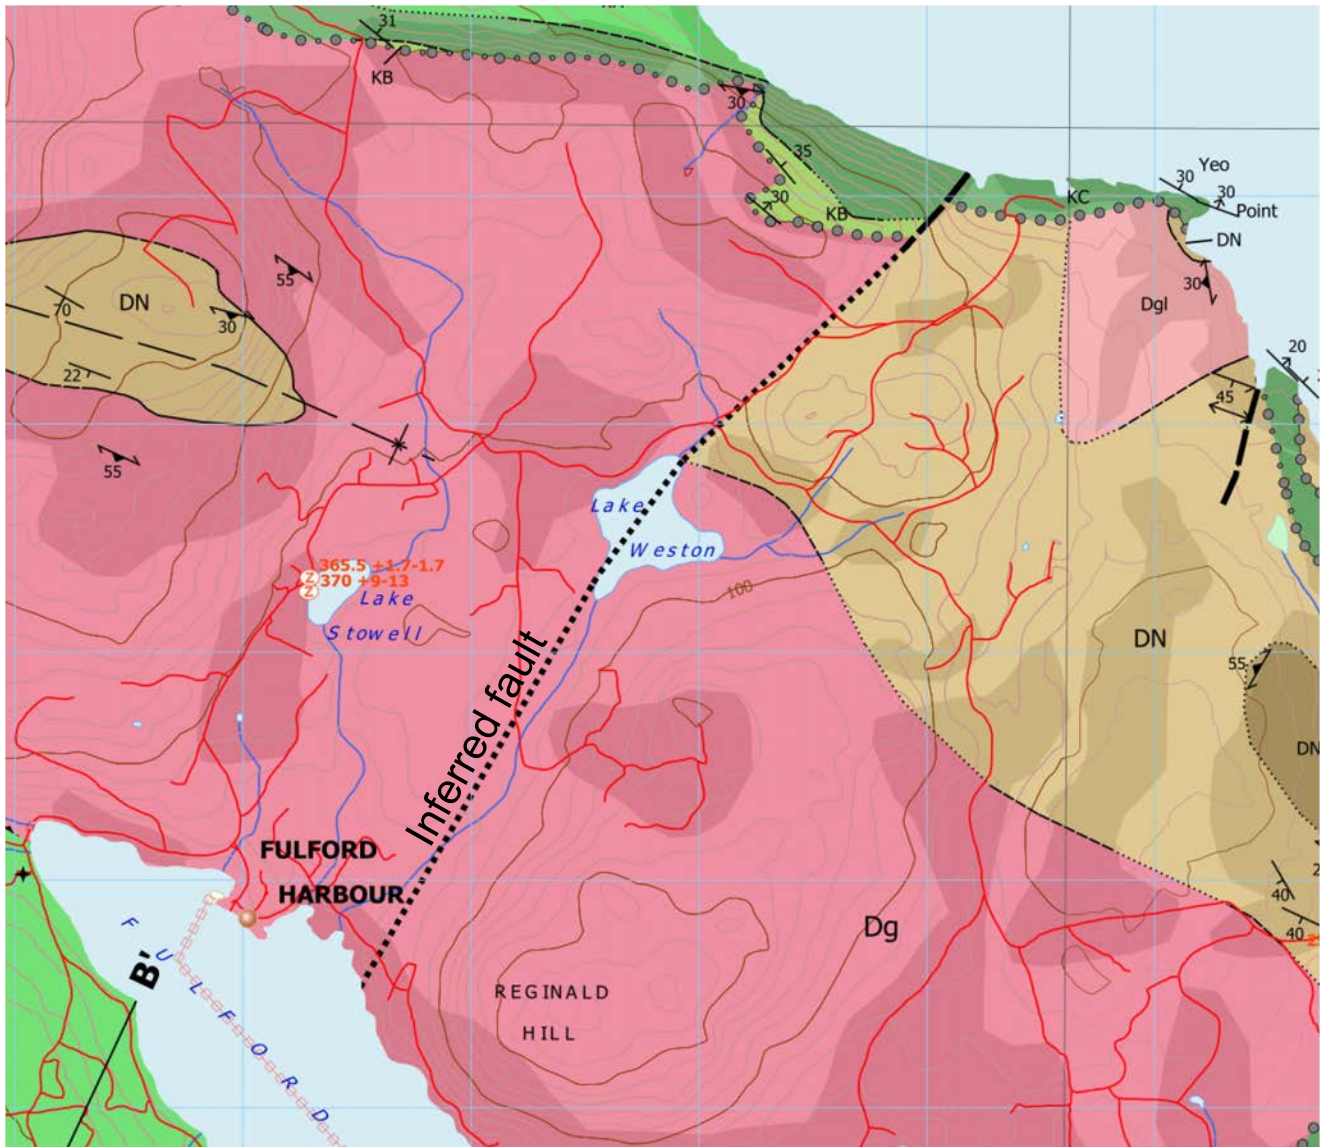 31
KB
30
35
30
KB
KC
30
Yeo
30
Point
DN
30
Dgl
55
70
DN
30
22
55
20
45
Lake
Weston
365.5 +1.7-1.7
370 +9-13
Lake
Stowell
100
DN
55
DN
Inferred fault
FULFORD
HARBOUR
40
40
Dg
B'
REGINALD
HILL
FULFORD